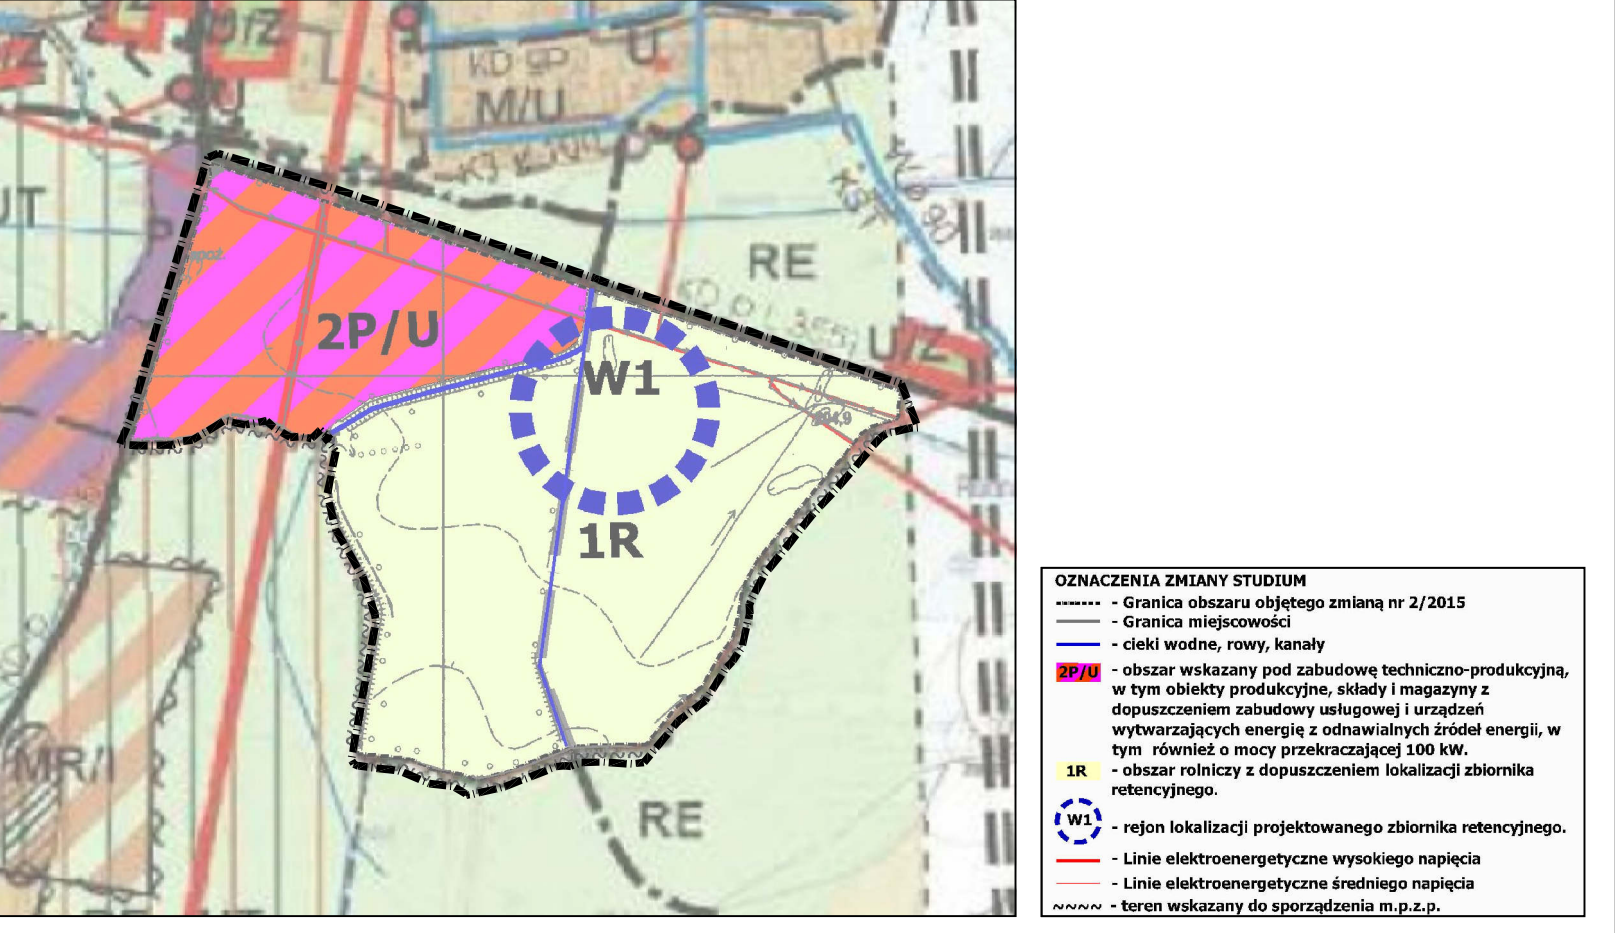 U/Z
U
KD GP
M/U
U
UT
RE
U/Z
2P/U
W1
1R
MR/I
RE
OZNACZENIA ZMIANY STUDIUM
- Granica obszaru objętego zmianą nr 2/2015
- Granica miejscowości
- cieki wodne, rowy, kanały
2P/U - obszar wskazany pod zabudowę techniczno-produkcyjną,
w tym obiekty produkcyjne, składy i magazyny z
dopuszczeniem zabudowy usługowej i urządzeń
wytwarzających energię z odnawialnych źródeł energii, w
tym również o mocy przekraczającej 100 kW.
1R - obszar rolniczy z dopuszczeniem lokalizacji zbiornika
retencyjnego.
W1 - rejon lokalizacji projektowanego zbiornika retencyjnego.
- Linie elektroenergetyczne wysokiego napięcia
- Linie elektroenergetyczne średniego napięcia
~~~~ - teren wskazany do sporządzenia m.p.z.p.